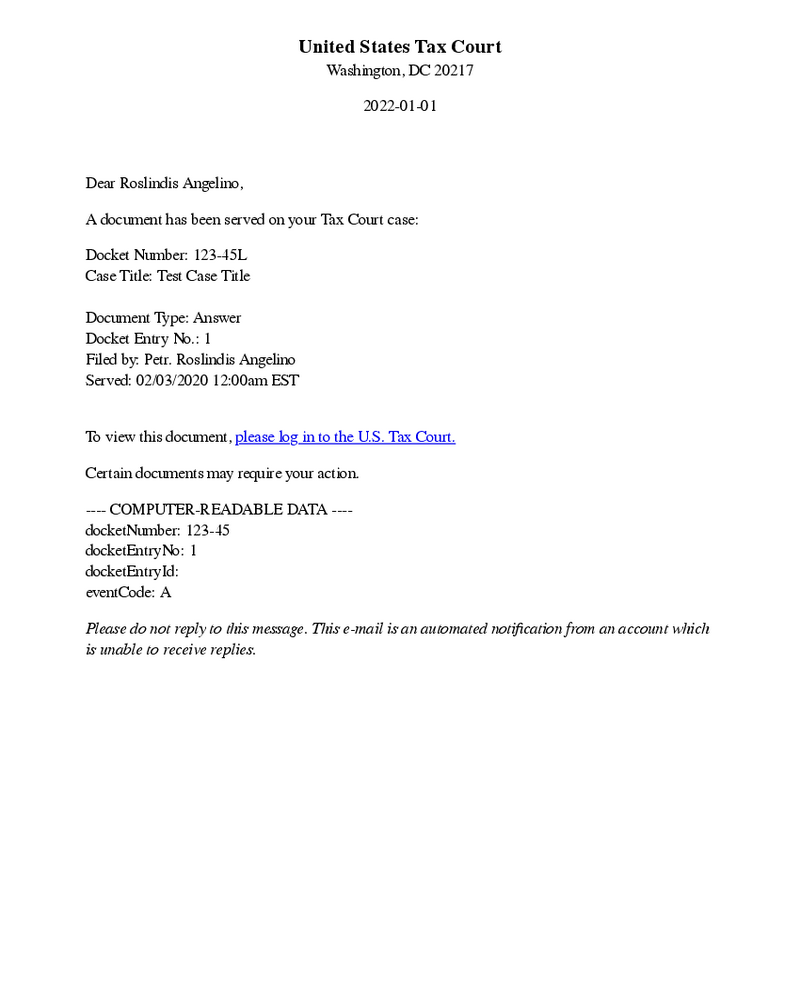 United States Tax Court
Washington, DC 20217
2022-01-01
Dear Roslindis Angelino,
A document has been served on your Tax Court case:
Docket Number: 123-45L
Case Title: Test Case Title
Document Type: Answer
Docket Entry No.: 1
Filed by: Petr. Roslindis Angelino
Served: 02/03/2020 12:00am EST
To view this document, please log in to the U.S. Tax Court.
Certain documents may require your action.
---- COMPUTER-READABLE DATA ----
docketNumber: 123-45
docketEntryNo: 1
docketEntryId:
eventCode: A
Please do not reply to this message. This e-mail is an automated notification from an account which
is unable to receive replies.